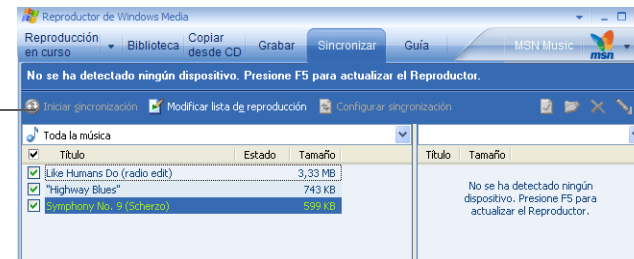 Reproductor de Windows Media
Reproducción en curso
Biblioteca
Copiar desde CD
Grabar
Sincronizar
Guía
MSN Music
msn
No se ha detectado ningún dispositivo. Presione F5 para actualizar el Reproductor.
Iniciar sincronización
Modificar lista de reproducción
Configurar sincronización
Toda la música
Título Estado Tamaño
Título Tamaño
Like Humans Do (radio edit) 3,33 MB
"Highway Blues" 743 KB
Symphony No. 9 (Scherzo) 599 KB
No se ha detectado ningún
dispositivo. Presione F5 para
actualizar el Reproductor.